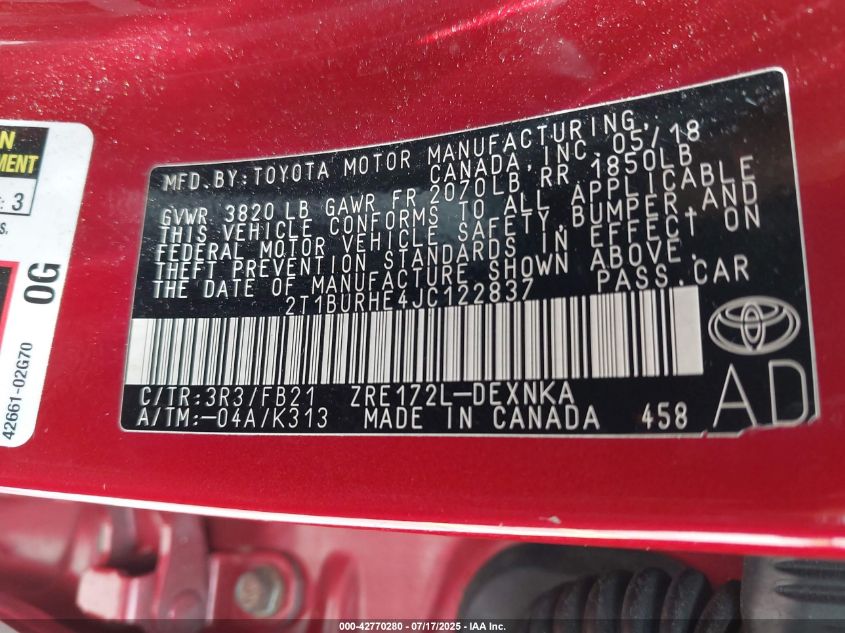 MFD.BY:TOYOTA MOTOR MANUFACTURING
CANADA, INC. 05/18
GVWR 3820 LB GAWR FR 2070LB RR 1850LB
THIS VEHICLE CONFORMS TO ALL APPLICABLE
FEDERAL MOTOR VEHICLE SAFETY, BUMPER AND
THEFT PREVENTION STANDARDS IN EFFECT ON
THE DATE OF MANUFACTURE SHOWN ABOVE.
2T1BURHE4JC122837 PASS.CAR
C/TR:3R3/FB21 ZRE172L-DEXNKA
A/TM:-04A/K313 MADE IN CANADA 458
AD
MENT
3
S.
0G
42661-02G70
000-42770280 - 07/17/2025 - IAA Inc.